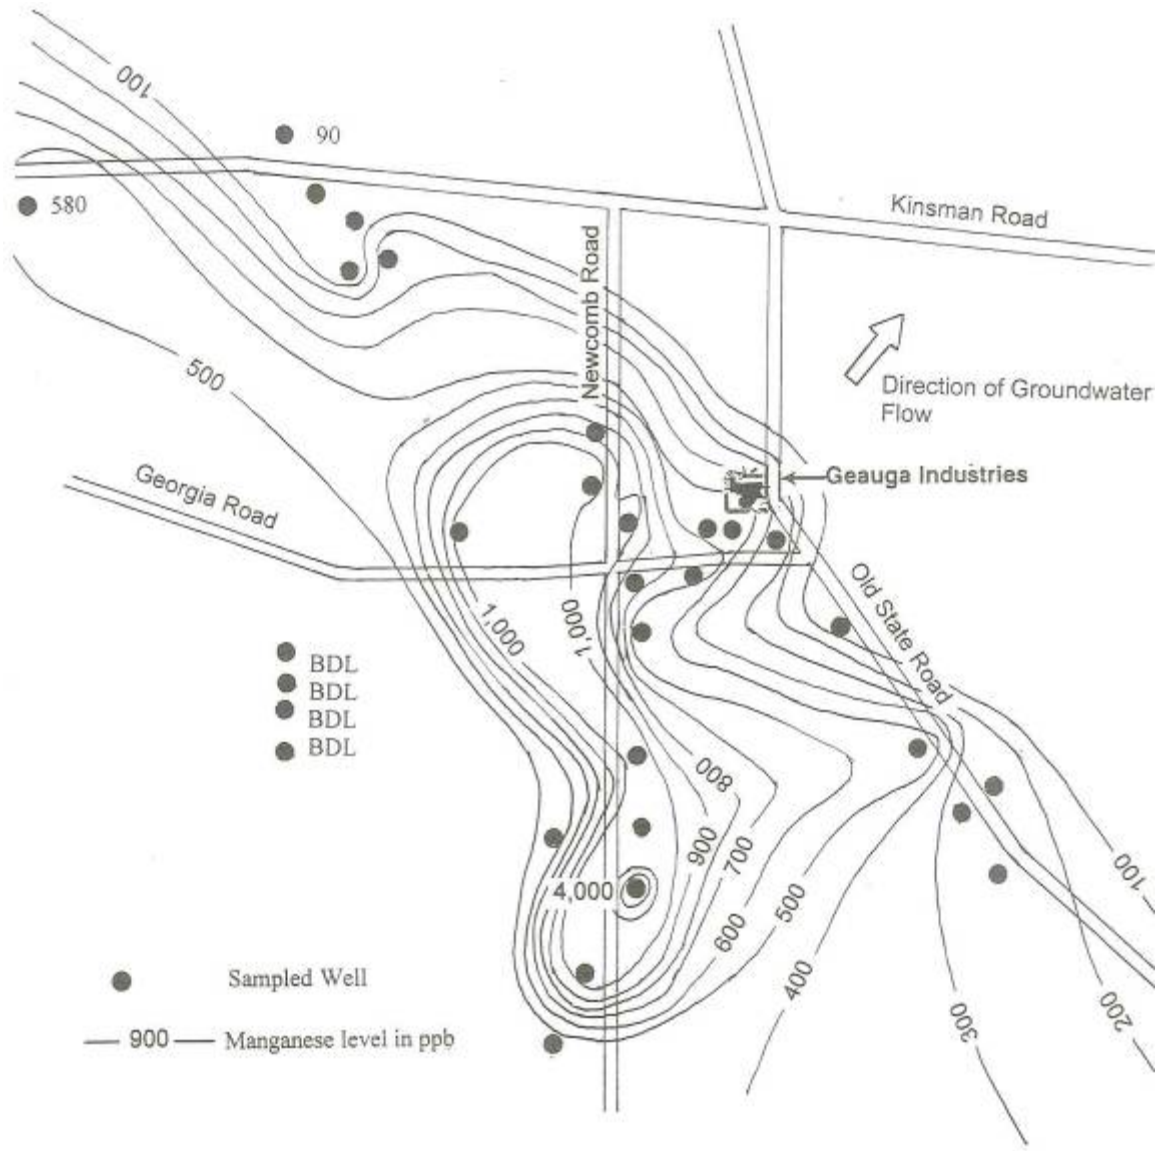 100
90
Kinsman Road
580
Newcomb Road
Direction of Groundwater
Flow
500
Geauga Industries
Georgia Road
Old State Road
1,000
1,000
BDL
BDL
BDL
BDL
800
900
700
100
4,000
500
600
400
200
300
Sampled Well
900
Manganese level in ppb